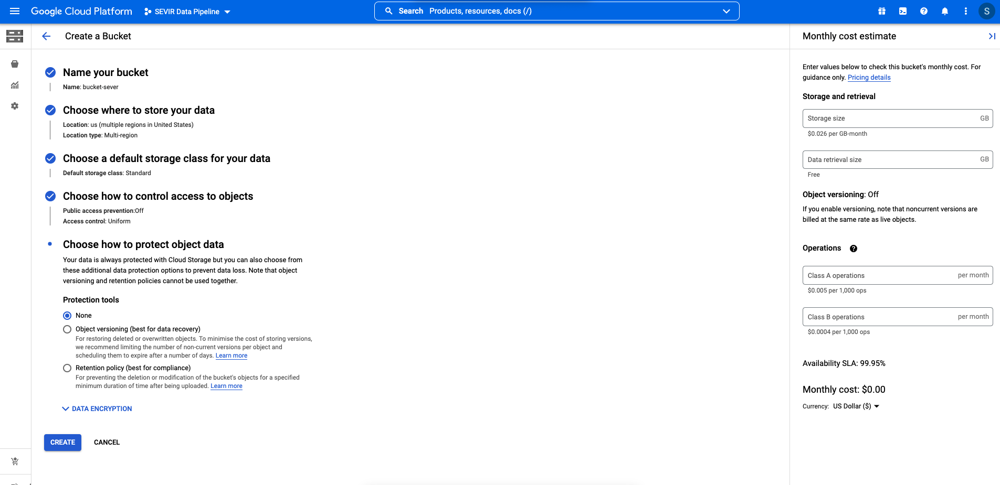 Google Cloud Platform
SEVIR Data Pipeline
Search Products, resources, docs (/)
S
Create a Bucket
Name your bucket
Name: bucket-sever
Choose where to store your data
Location: us (multiple regions in United States)
Location type: Multi-region
Choose a default storage class for your data
Default storage class: Standard
Choose how to control access to objects
Public access prevention:Off
Access control: Uniform
Choose how to protect object data
Your data is always protected with Cloud Storage but you can also choose from
these additional data protection options to prevent data loss. Note that object
versioning and retention policies cannot be used together.
Protection tools
None
Object versioning (best for data recovery)
For restoring deleted or overwritten objects. To minimise the cost of storing versions,
we recommend limiting the number of non-current versions per object and
scheduling them to expire after a number of days. Learn more
Retention policy (best for compliance)
For preventing the deletion or modification of the bucket's objects for a specified
minimum duration of time after being uploaded. Learn more
DATA ENCRYPTION
CREATE
CANCEL
Monthly cost estimate
Enter values below to check this bucket's monthly cost. For
guidance only. Pricing details
Storage and retrieval
Storage size GB
$0.026 per GB-month
Data retrieval size GB
Free
Object versioning: Off
If you enable versioning, note that noncurrent versions are
billed at the same rate as live objects.
Operations
Class A operations per month
$0.005 per 1,000 ops
Class B operations per month
$0.0004 per 1,000 ops
Availability SLA: 99.95%
Monthly cost: $0.00
Currency: US Dollar ($)